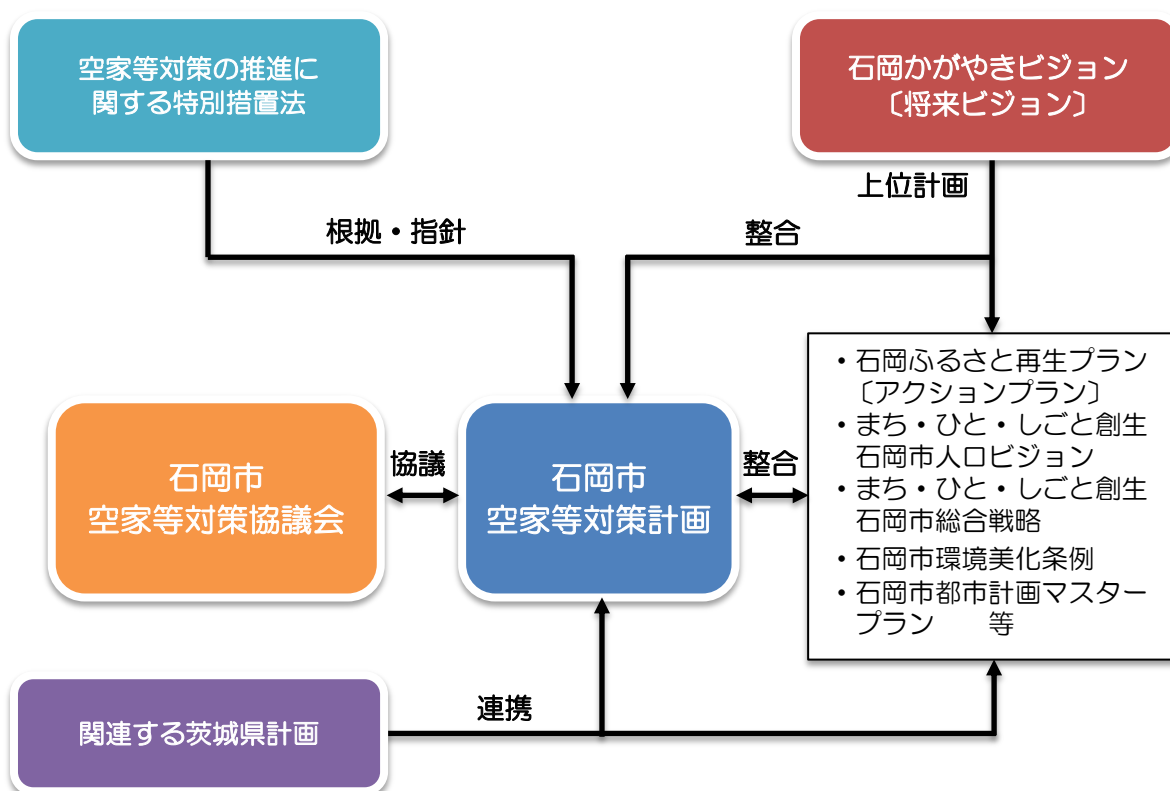 空家等対策の推進に
関する特別措置法
石岡かがやきビジョン
〔将来ビジョン〕
上位計画
根拠・指針
整合
・石岡ふるさと再生プラン
〔アクションプラン〕
・まち・ひと・しごと創生
石岡市人口ビジョン
・まち・ひと・しごと創生
石岡市総合戦略
・石岡市環境美化条例
・石岡市都市計画マスター
プラン　　等
石岡市
空家等対策協議会
協議
石岡市
空家等対策計画
整合
関連する茨城県計画
連携